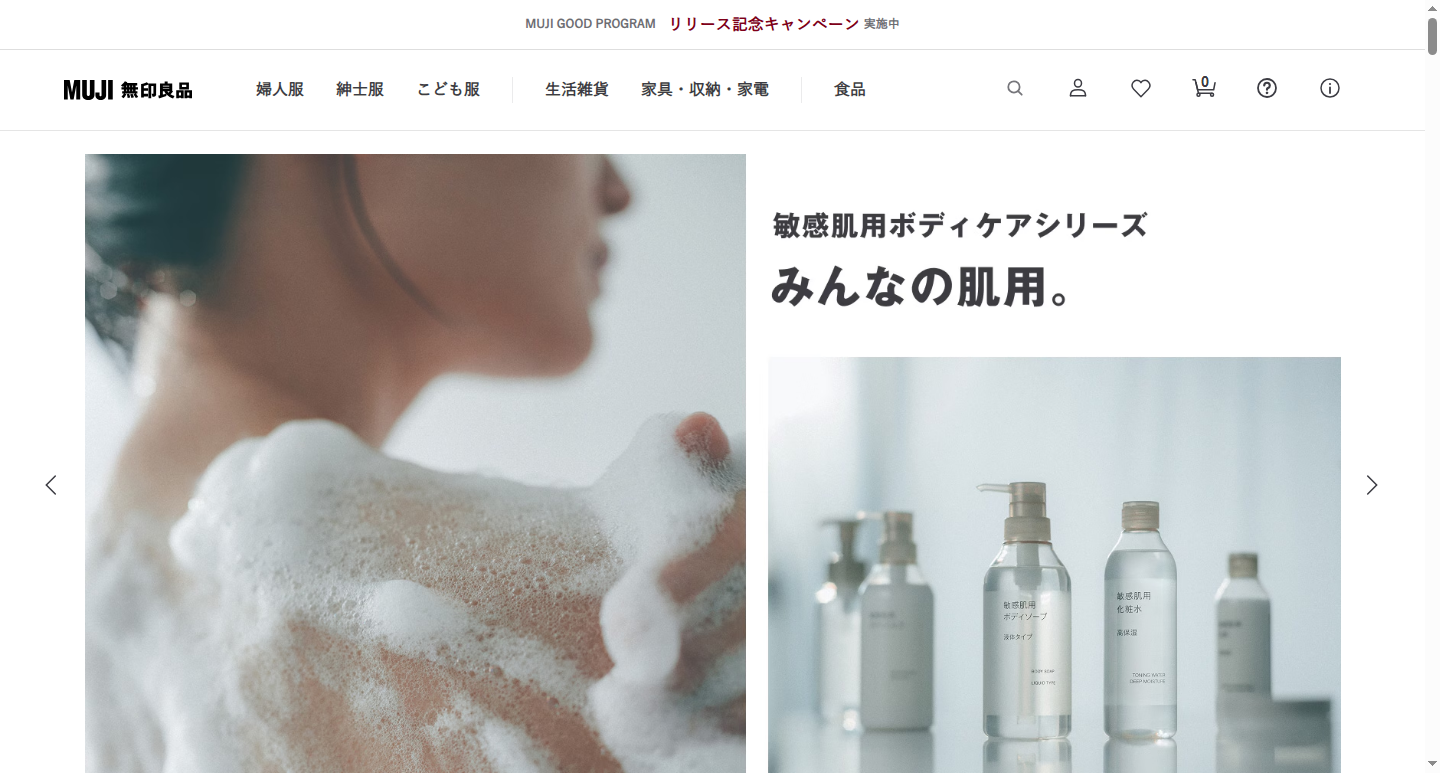 MUJI GOOD PROGRAM リリース記念キャンペーン 実施中
MUJI 無印良品 婦人服 紳士服 こども服 生活雑貨 家具・収納・家電 食品 0
敏感肌用ボディケアシリーズ
みんなの肌用。
敏感肌用
ボディソープ
液体タイプ
BODY SOAP
LIQUID TYPE
敏感肌用
化粧水
高保湿
TONING WATER
DEEP MOISTURE